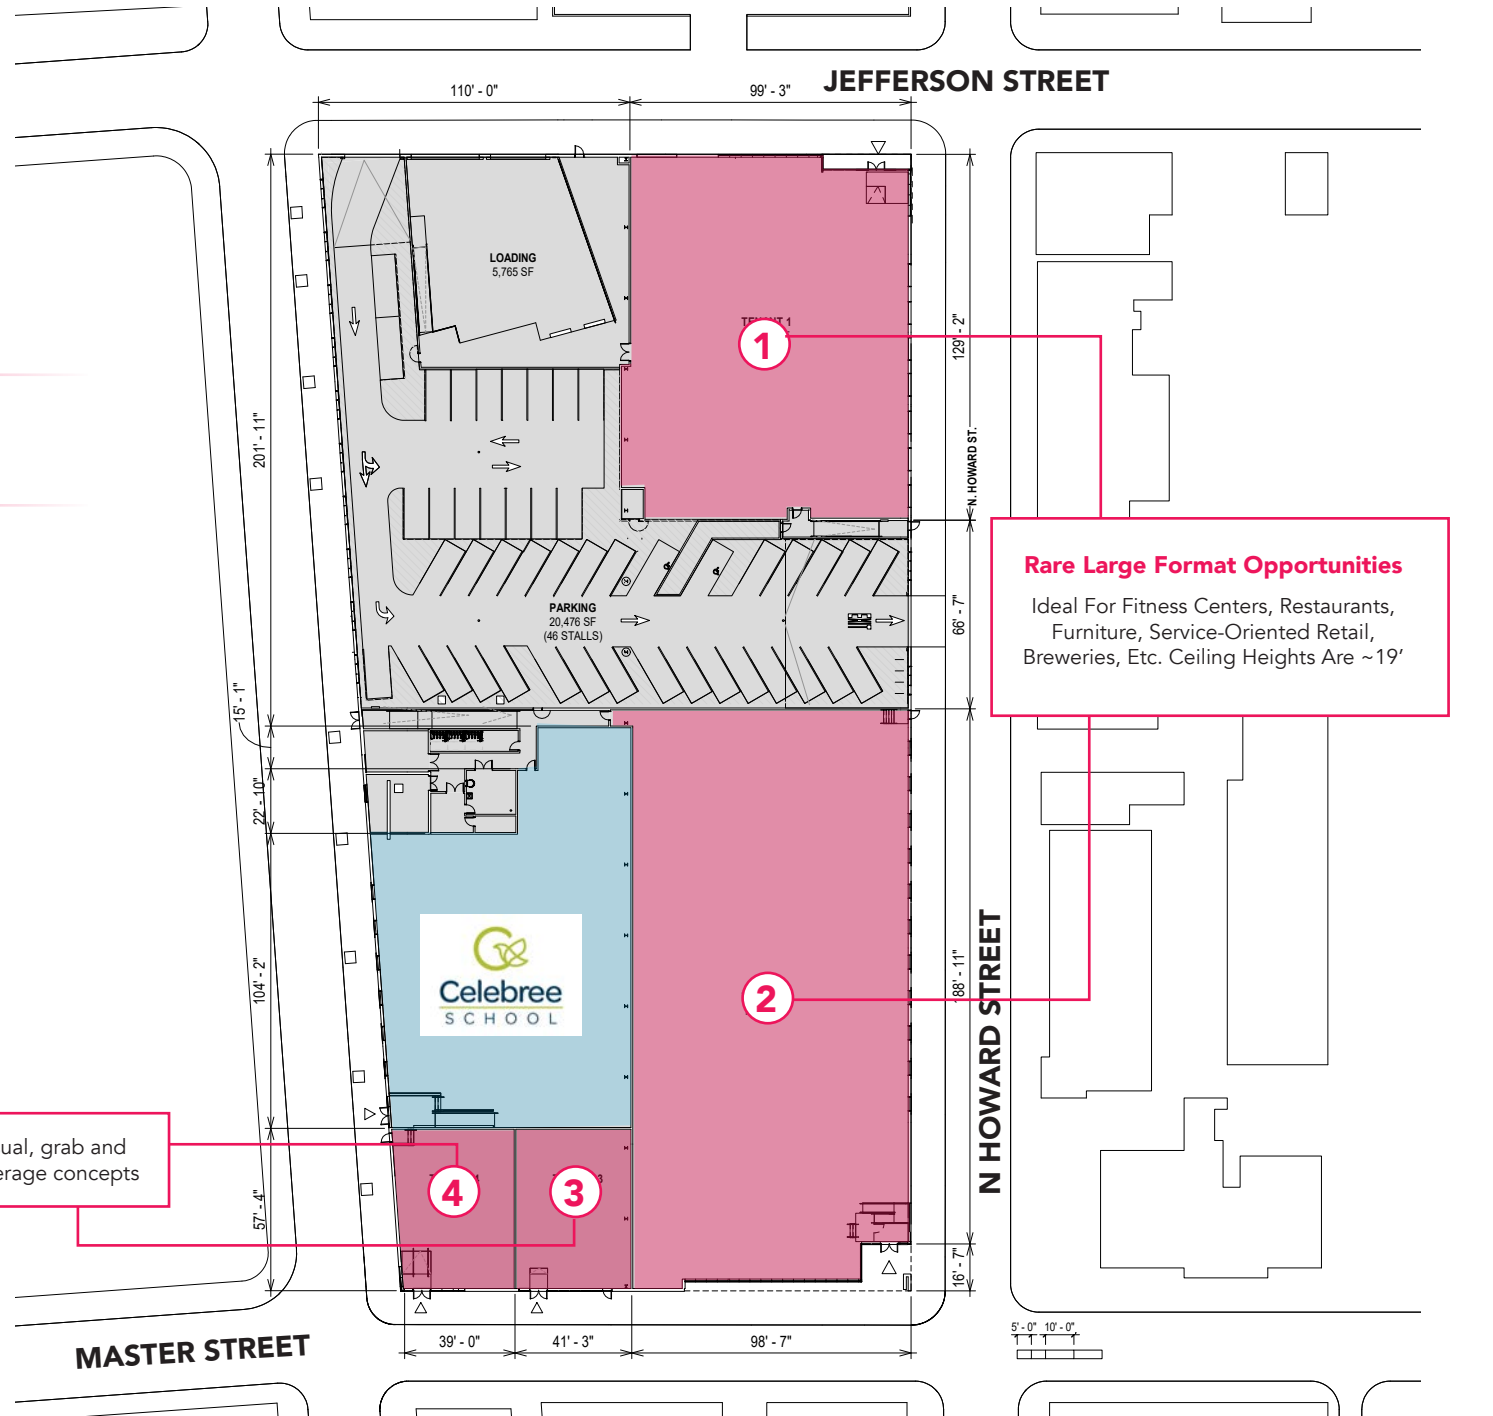 JEFFERSON STREET
110' - 0"
99' - 3"
LOADING
5,765 SF
1
1
129' - 2"
201' - 11"
N. HOWARD ST.
Rare Large Format Opportunities
Ideal For Fitness Centers, Restaurants,
Furniture, Service-Oriented Retail,
Breweries, Etc. Ceiling Heights Are ~19'
PARKING
20,476 SF
(46 STALLS)
66' - 7"
15' - 1"
22' - 10"
Celebree
SCHOOL
104' - 2"
2
88' - 11"
N HOWARD STREET
ual, grab and
erage concepts
4
3
57' - 4"
16' - 7"
MASTER STREET
39' - 0"
41' - 3"
98' - 7"
5' - 0" 10' - 0"